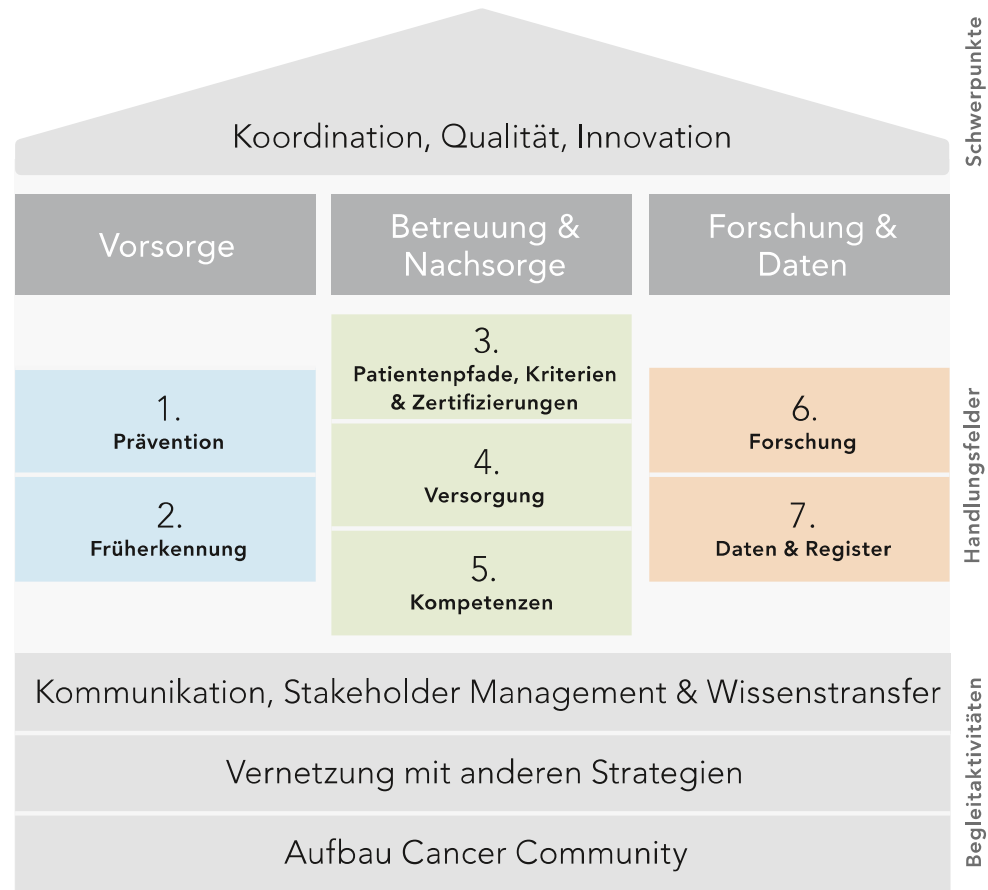 Koordination, Qualität, Innovation
Schwerpunkte
Vorsorge
Betreuung &
Nachsorge
Forschung &
Daten
1.
Prävention
2.
Früherkennung
3.
Patientenpfade, Kriterien
& Zertifizierungen
4.
Versorgung
5.
Kompetenzen
6.
Forschung
7.
Daten & Register
Handlungsfelder
Kommunikation, Stakeholder Management & Wissenstransfer
Vernetzung mit anderen Strategien
Aufbau Cancer Community
Begleitaktivitäten